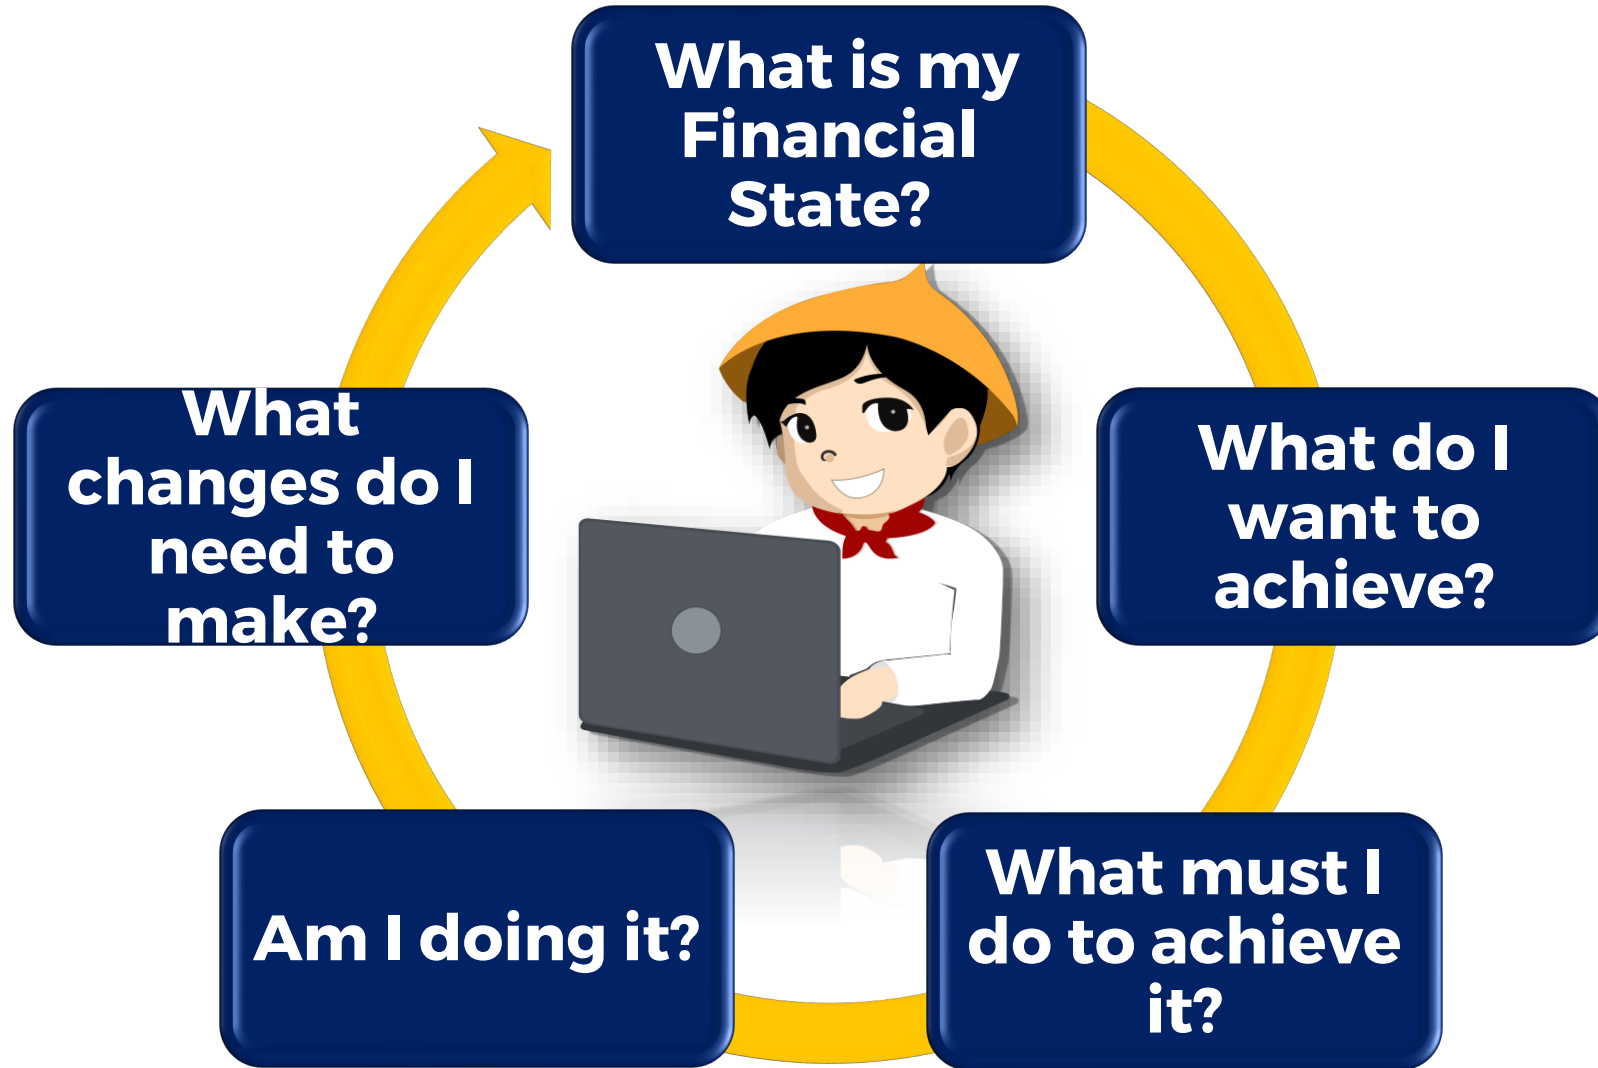 What is my
Financial
State?
What do I
want to
achieve?
What must I
do to achieve
it?
Am I doing it?
What
changes do I
need to
make?